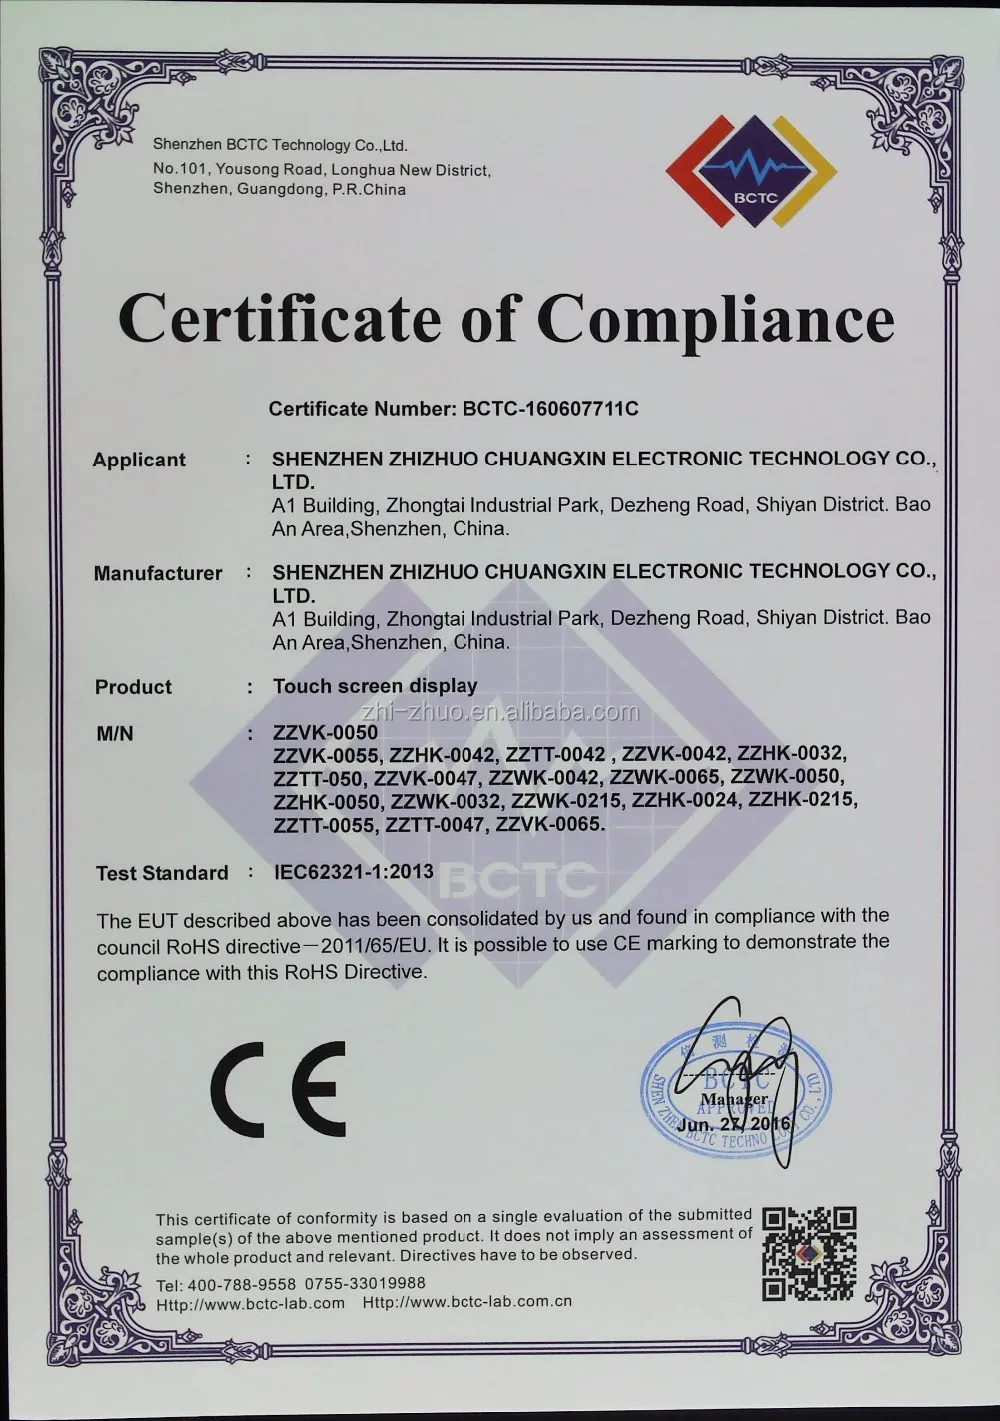 Shenzhen BCTC Technology Co.,Ltd.
No.101, Yousong Road, Longhua New District,
Shenzhen, Guangdong, P.R.China
BCTC
Certificate of Compliance
Certificate Number: BCTC-160607711C
Applicant : SHENZHEN ZHIZHUO CHUANGXIN ELECTRONIC TECHNOLOGY CO.,
LTD.
A1 Building, Zhongtai Industrial Park, Dezheng Road, Shiyan District. Bao
An Area,Shenzhen, China.
Manufacturer : SHENZHEN ZHIZHUO CHUANGXIN ELECTRONIC TECHNOLOGY CO.,
LTD.
A1 Building, Zhongtai Industrial Park, Dezheng Road, Shiyan District. Bao
An Area,Shenzhen, China.
Product : Touch screen display
zhi-zhuo.en.alibaba.com
M/N : ZZVK-0050
ZZVK-0055, ZZHK-0042, ZZTT-0042 , ZZVK-0042, ZZHK-0032,
ZZTT-050, ZZVK-0047, ZZWK-0042, ZZWK-0065, ZZWK-0050,
ZZHK-0050, ZZWK-0032, ZZWK-0215, ZZHK-0024, ZZHK-0215,
ZZTT-0055, ZZTT-0047, ZZVK-0065.
Test Standard : IEC62321-1:2013
BCTC
The EUT described above has been consolidated by us and found in compliance with the
council RoHS directive－2011/65/EU. It is possible to use CE marking to demonstrate the
compliance with this RoHS Directive.
CE
测 检
BCTC
Manager
APPROVED
Jun. 27, 2016
SHEN ZHEN BCTC TECHNO CO., LTD
This certificate of conformity is based on a single evaluation of the submitted
sample(s) of the above mentioned product. It does not imply an assessment of
the whole product and relevant. Directives have to be observed.
Tel: 400-788-9558 0755-33019988
Http://www.bctc-lab.com Http://www.bctc-lab.com.cn